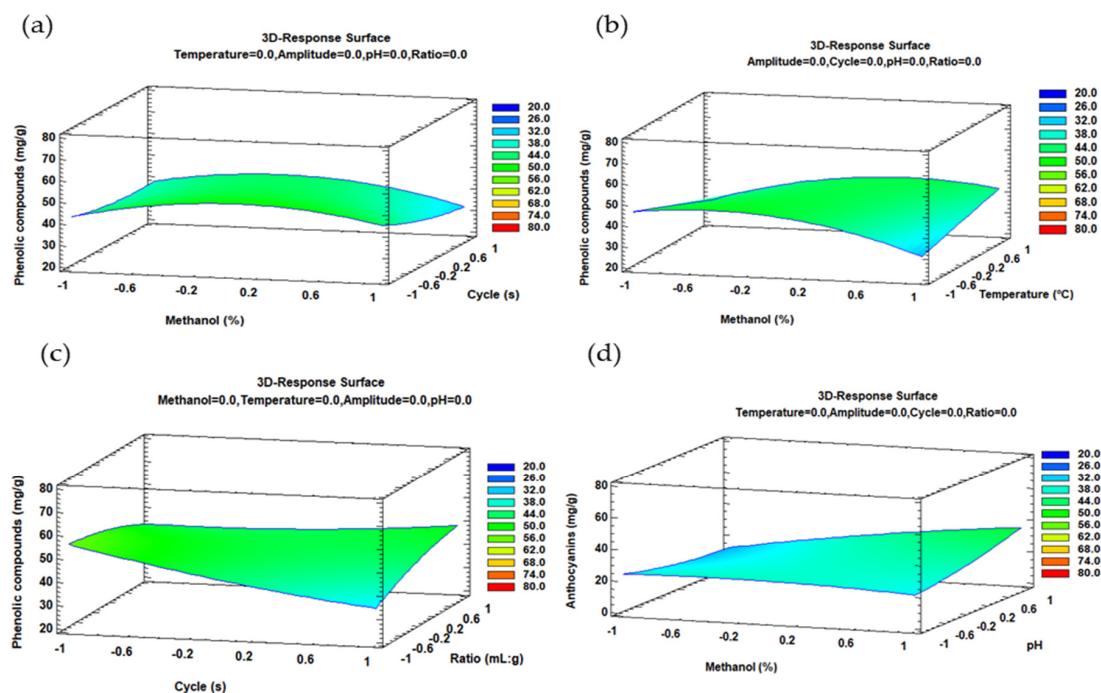 (a)
3D-Response Surface
Temperature=0.0,Amplitude=0.0,pH=0.0,Ratio=0.0
Phenolic compounds (mg/g)
80
70
60
50
40
30
20
-1 -0.6 -0.2 0.2 0.6 1
Methanol (%)
-1 -0.6 -0.2 0.2 0.6 1
Cycle (s)
20.0
26.0
32.0
38.0
44.0
50.0
56.0
62.0
68.0
74.0
80.0
(b)
3D-Response Surface
Amplitude=0.0,Cycle=0.0,pH=0.0,Ratio=0.0
Phenolic compounds (mg/g)
80
70
60
50
40
30
20
-1 -0.6 -0.2 0.2 0.6 1
Methanol (%)
-1 -0.6 -0.2 0.2 0.6 1
Temperature (°C)
20.0
26.0
32.0
38.0
44.0
50.0
56.0
62.0
68.0
74.0
80.0
(c)
3D-Response Surface
Methanol=0.0,Temperature=0.0,Amplitude=0.0,pH=0.0
Phenolic compounds (mg/g)
80
70
60
50
40
30
20
-1 -0.6 -0.2 0.2 0.6 1
Cycle (s)
-1 -0.6 -0.2 0.2 0.6 1
Ratio (mL:g)
20.0
26.0
32.0
38.0
44.0
50.0
56.0
62.0
68.0
74.0
80.0
(d)
3D-Response Surface
Temperature=0.0,Amplitude=0.0,Cycle=0.0,Ratio=0.0
Anthocyanins (mg/g)
80
60
40
20
0
-1 -0.6 -0.2 0.2 0.6 1
Methanol (%)
-1 -0.6 -0.2 0.2 0.6 1
pH
20.0
26.0
32.0
38.0
44.0
50.0
56.0
62.0
68.0
74.0
80.0